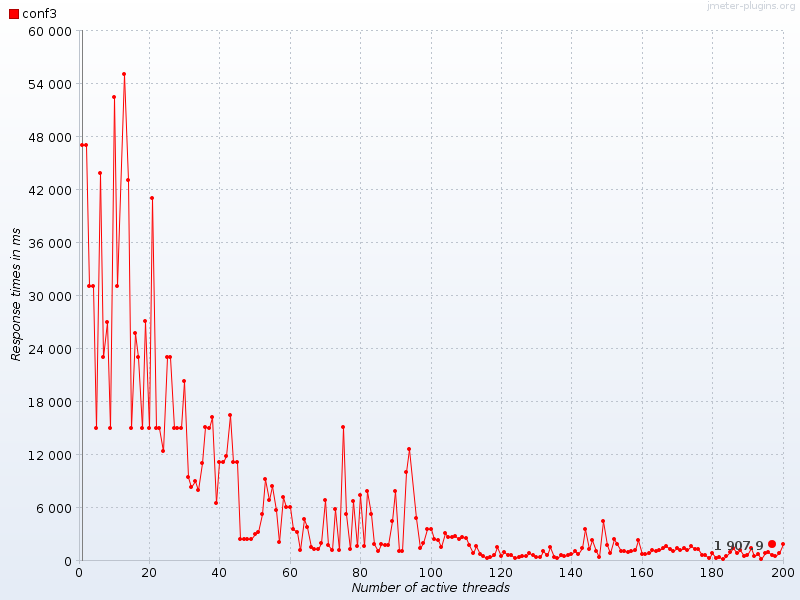 jmeter-plugins.org
conf3
60 000
54 000
48 000
42 000
36 000
30 000
24 000
18 000
12 000
6 000
0
Response times in ms
1 907,9
0 20 40 60 80 100 120 140 160 180 200
Number of active threads